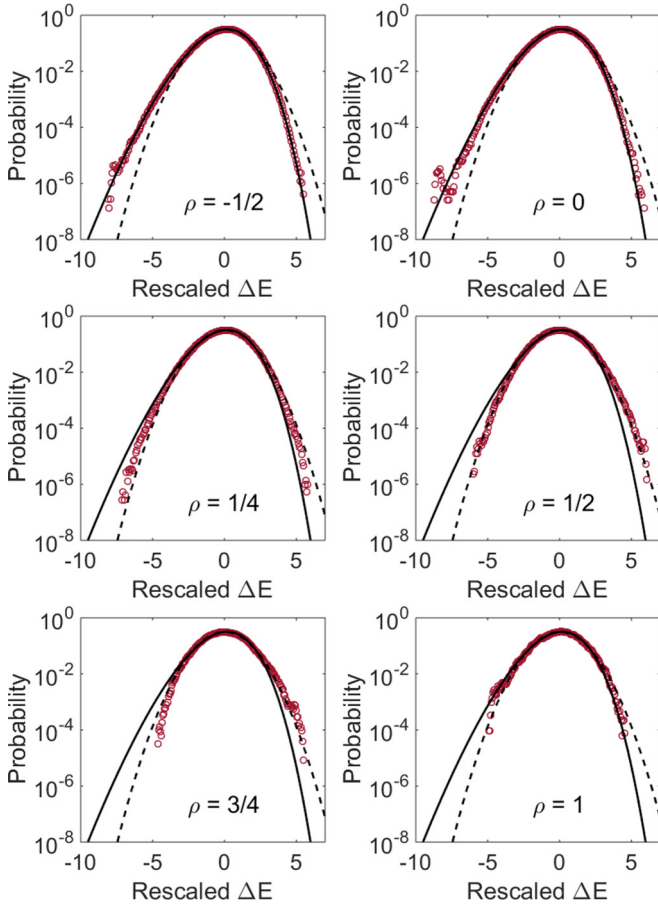 Probability
10^0
10^-2
10^-4
10^-6
10^-8
-10 -5 0 5
Rescaled ΔE
ρ = -1/2
Probability
10^0
10^-2
10^-4
10^-6
10^-8
-10 -5 0 5
Rescaled ΔE
ρ = 0
Probability
10^0
10^-2
10^-4
10^-6
10^-8
-10 -5 0 5
Rescaled ΔE
ρ = 1/4
Probability
10^0
10^-2
10^-4
10^-6
10^-8
-10 -5 0 5
Rescaled ΔE
ρ = 1/2
Probability
10^0
10^-2
10^-4
10^-6
10^-8
-10 -5 0 5
Rescaled ΔE
ρ = 3/4
Probability
10^0
10^-2
10^-4
10^-6
10^-8
-10 -5 0 5
Rescaled ΔE
ρ = 1